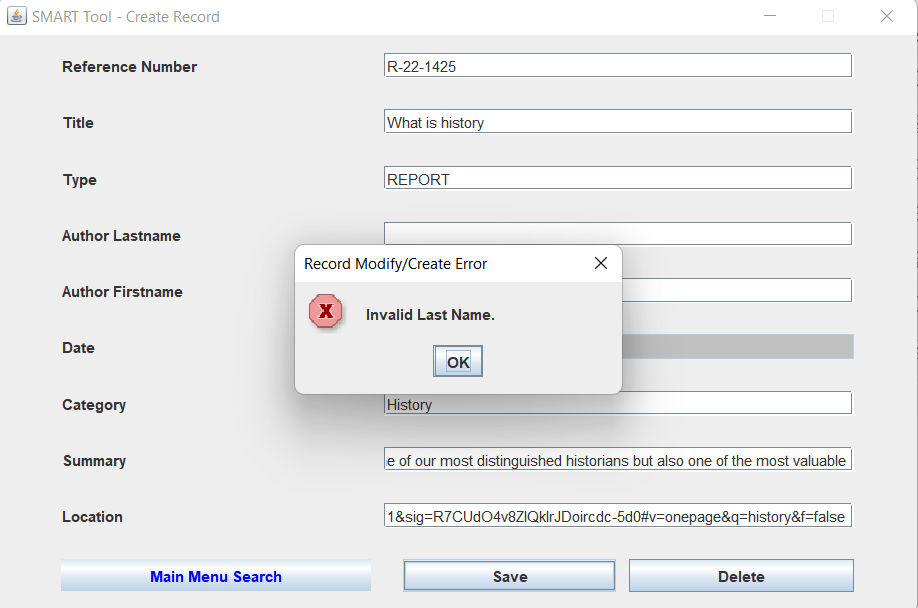 SMART Tool - Create Record
Reference Number R-22-1425
Title What is history
Type REPORT
Author Lastname
Record Modify/Create Error
Author Firstname
Invalid Last Name.
Date
OK
Category History
Summary e of our most distinguished historians but also one of the most valuable
Location 1&sig=R7CUdO4v8ZlQklrJDoircdc-5d0#v=onepage&q=history&f=false
Main Menu Search Save Delete